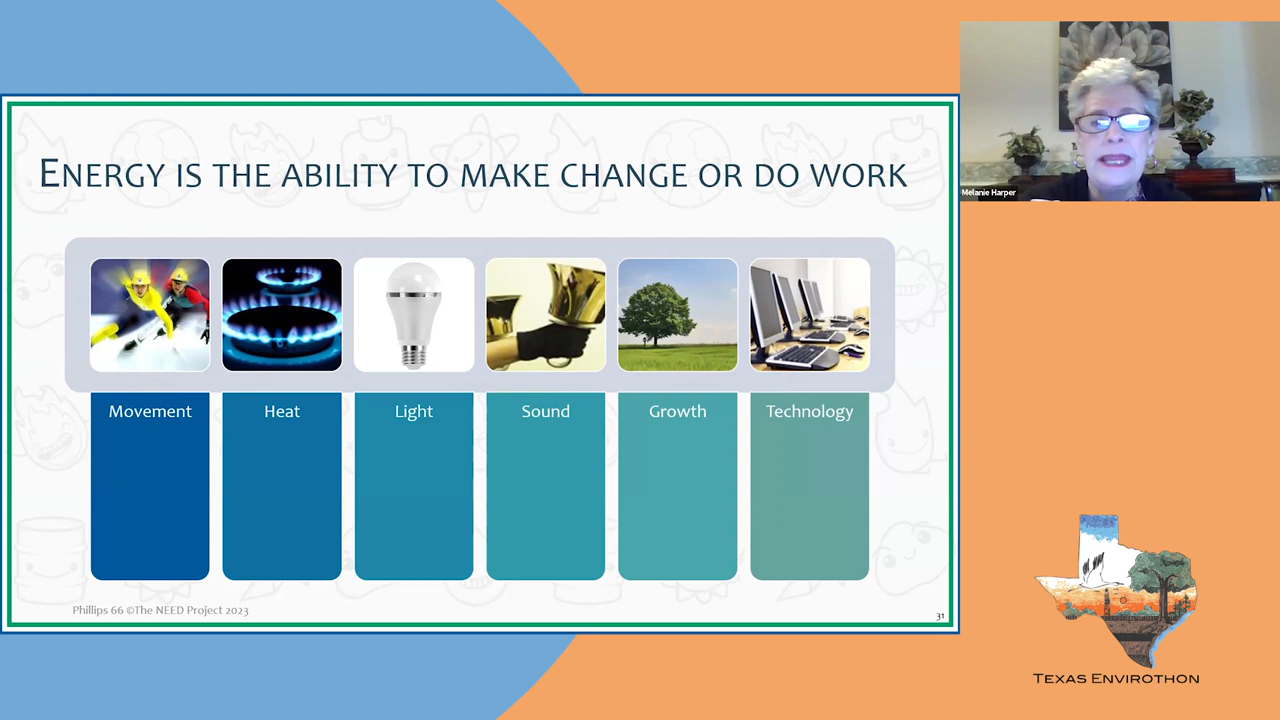 ENERGY IS THE ABILITY TO MAKE CHANGE OR DO WORK
Movement
Heat
Light
Sound
Growth
Technology
Phillips 66 ©The NEED Project 2023
31
Melanie Harper
TEXAS ENVIROTHON